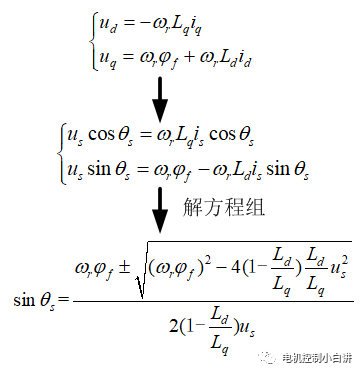 u_d = −ω_r L_q i_q
u_q = ω_r φ_f + ω_r L_d i_d
u_s cos θ_s = ω_r L_q i_s cos θ_s
u_s sin θ_s = ω_r φ_f − ω_r L_d i_s sin θ_s
解方程组
sin θ_s = (ω_r φ_f ± √((ω_r φ_f)² − 4(1−L_d/L_q) L_d/L_q u_s²)) / (2(1−L_d/L_q)u_s)
电机控制小白讲